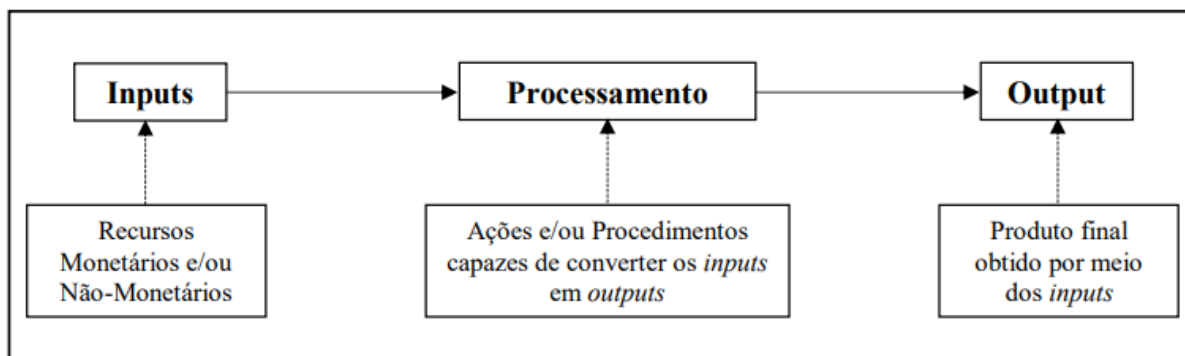 Inputs
Processamento
Output
Recursos
Monetários e/ou
Não-Monetários
Ações e/ou Procedimentos
capazes de converter os inputs
em outputs
Produto final
obtido por meio
dos inputs